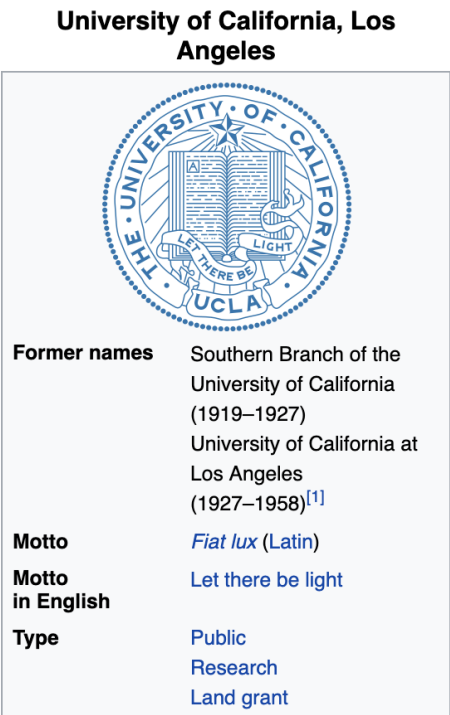 University of California, Los
Angeles
THE · UNIVERSITY · OF · CALIFORNIA ·
A
LET THERE BE LIGHT
UCLA
Former names Southern Branch of the
University of California
(1919–1927)
University of California at
Los Angeles
(1927–1958)[1]
Motto Fiat lux (Latin)
Motto
in English Let there be light
Type Public
Research
Land grant